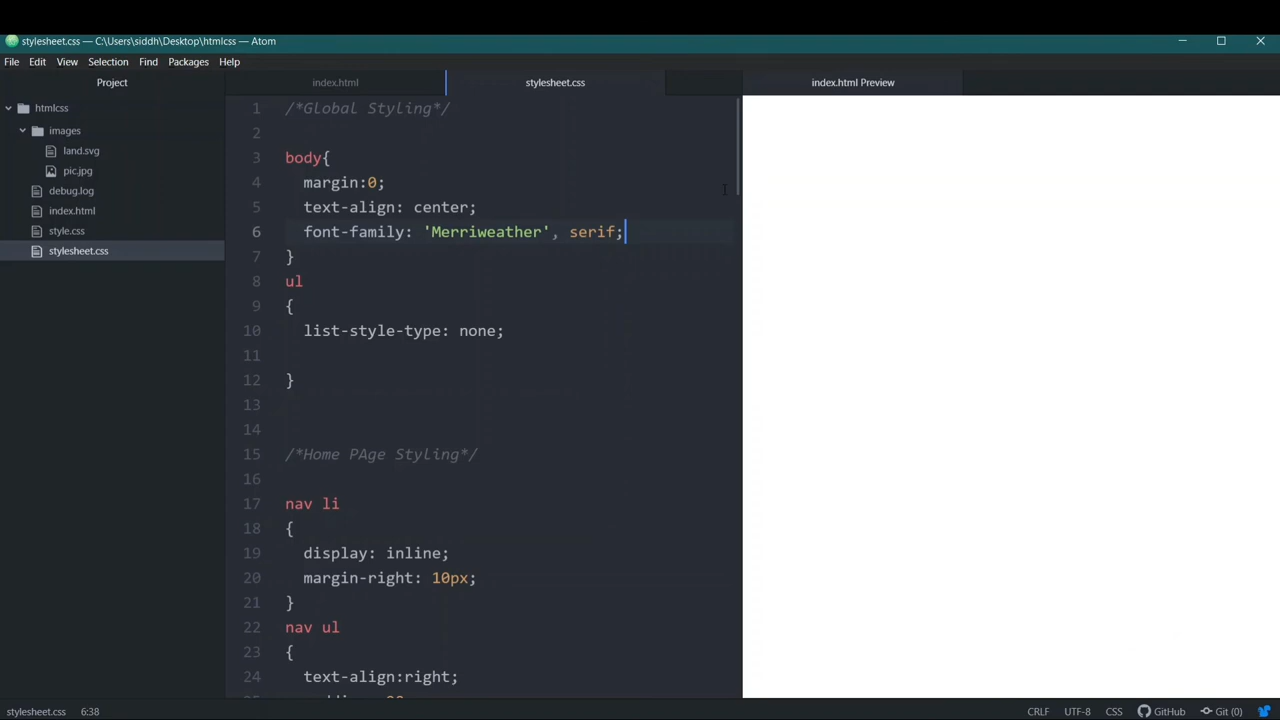 stylesheet.css — C:\Users\siddh\Desktop\htmlcss — Atom
File Edit View Selection Find Packages Help
Project
htmlcss
images
land.svg
pic.jpg
debug.log
index.html
style.css
stylesheet.css
index.html
stylesheet.css
index.html Preview
1 /*Global Styling*/
2
3 body{
4 margin:0;
5 text-align: center;
6 font-family: 'Merriweather', serif;
7 }
8 ul
9 {
10 list-style-type: none;
11
12 }
13
14
15 /*Home PAge Styling*/
16
17 nav li
18 {
19 display: inline;
20 margin-right: 10px;
21 }
22 nav ul
23 {
24 text-align:right;
stylesheet.css 6:38
CRLF UTF-8 CSS GitHub Git (0)